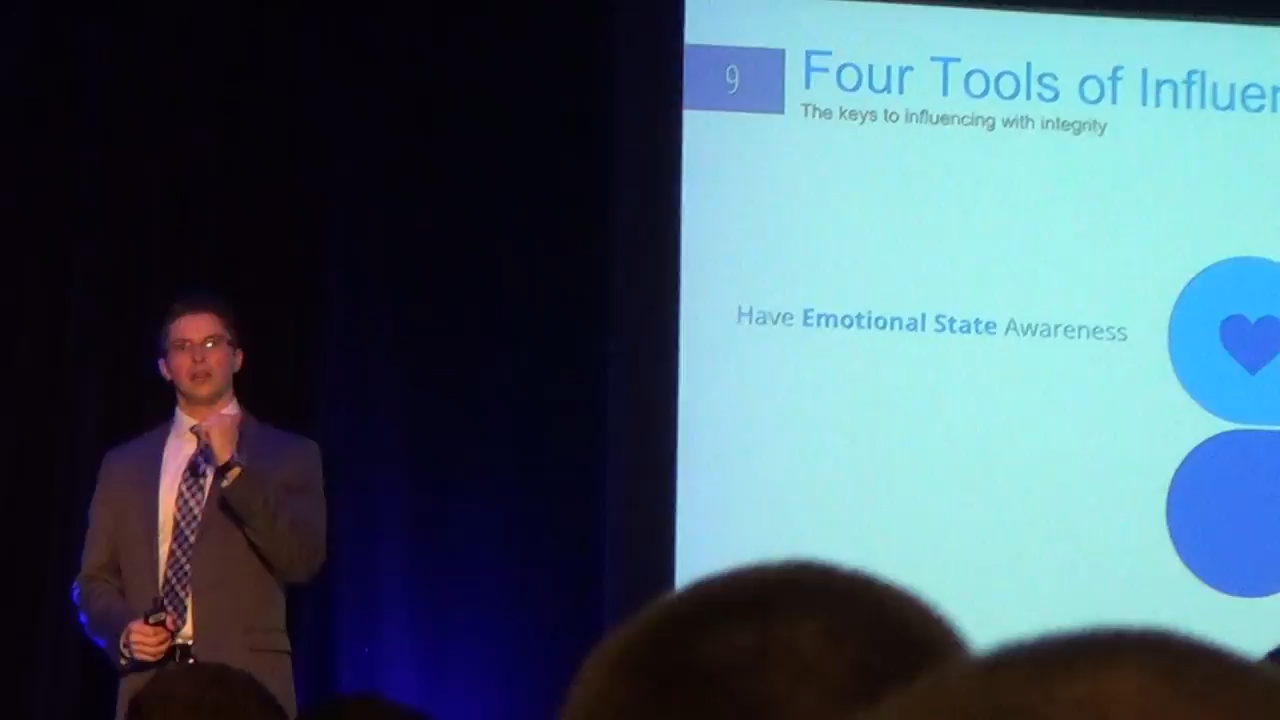 9
Four Tools of Influen
The keys to influencing with integrity
Have Emotional State Awareness